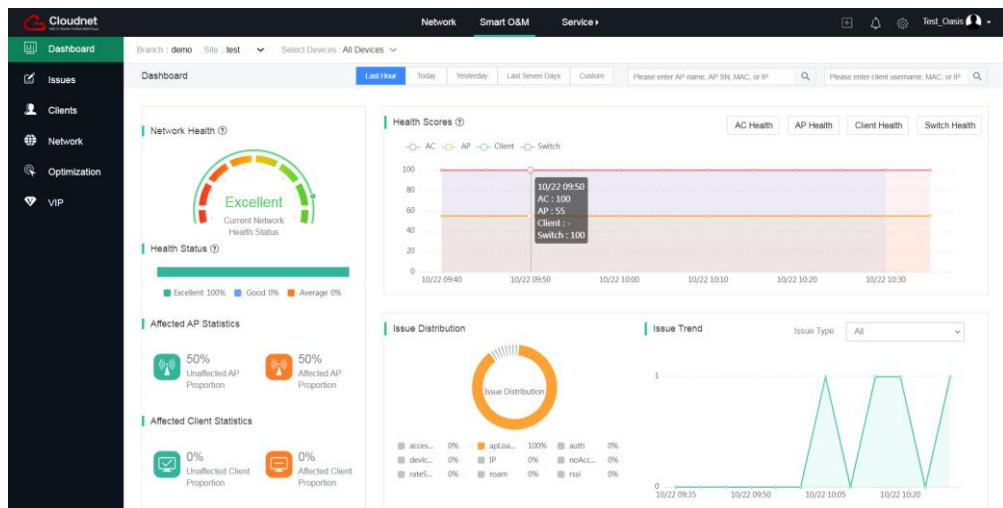 Cloudnet
Network Smart O&M Service
Test_Oasis
Dashboard
Issues
Clients
Network
Optimization
VIP
Branch : demo Site : test Select Devices All Devices
Dashboard
Last Hour Today Yesterday Last Seven Days Custom
Please enter AP name, AP SN, MAC, or IP
Please enter client username, MAC, or IP
Network Health
Excellent
Current Network
Health Status
Health Status
Excellent 100% Good 0% Average 0%
Affected AP Statistics
50%
Unaffected AP
Proportion
50%
Affected AP
Proportion
Affected Client Statistics
0%
Unaffected Client
Proportion
0%
Affected Client
Proportion
Health Scores
AC Health AP Health Client Health Switch Health
AC AP Client Switch
100
80
60
40
20
0
10/22 09:50
AC : 100
AP : 55
Client : -
Switch : 100
10/22 09:40 10/22 09:50 10/22 10:00 10/22 10:10 10/22 10:20 10/22 10:30
Issue Distribution
Issue Distribution
acces... 0% apLoa... 100% auth 0%
devic... 0% IP 0% noAcc... 0%
rateS... 0% roam 0% rssi 0%
Issue Trend
Issue Type All
1
0
10/22 09:35 10/22 09:50 10/22 10:05 10/22 10:20